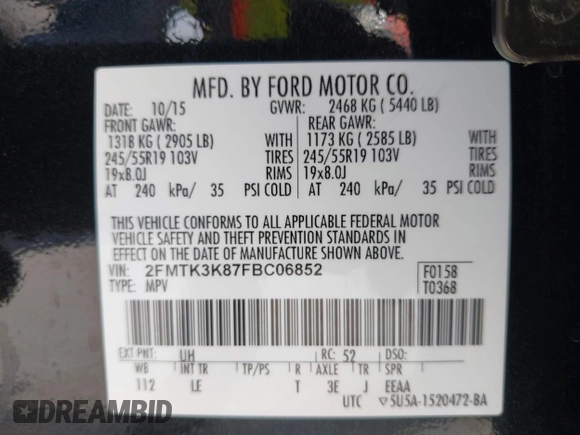 MFD. BY FORD MOTOR CO.
DATE: 10/15 GVWR: 2468 KG ( 5440 LB)
FRONT GAWR: REAR GAWR:
1318 KG ( 2905 LB) WITH 1173 KG ( 2585 LB) WITH
245/55R19 103V TIRES 245/55R19 103V TIRES
19x8.0J RIMS 19x8.0J RIMS
AT 240 kPa/ 35 PSI COLD AT 240 kPa/ 35 PSI COLD
THIS VEHICLE CONFORMS TO ALL APPLICABLE FEDERAL MOTOR
VEHICLE SAFETY AND THEFT PREVENTION STANDARDS IN
EFFECT ON THE DATE OF MANUFACTURE SHOWN ABOVE.
VIN: 2FMTK3K87FBC06852 F0158
TYPE: MPV T0368
EXT PNT: UH RC: 52 DSO:
WB INT TR TP/PS R AXLE TR SPR
112 LE T 3E J EEAA
UTC ▽5U5A-1520472-BA
DREAMBID